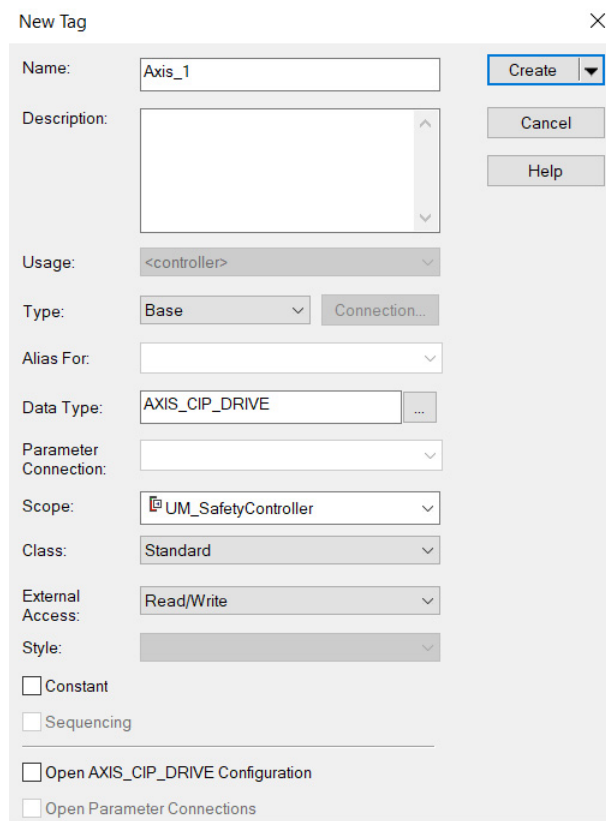 New Tag
Name:
Axis_1
Create
Description:
Cancel
Help
Usage:
<controller>
Type:
Base
Connection...
Alias For:
Data Type:
AXIS_CIP_DRIVE
...
Parameter
Connection:
Scope:
UM_SafetyController
Class:
Standard
External
Access:
Read/Write
Style:
Constant
Sequencing
Open AXIS_CIP_DRIVE Configuration
Open Parameter Connections